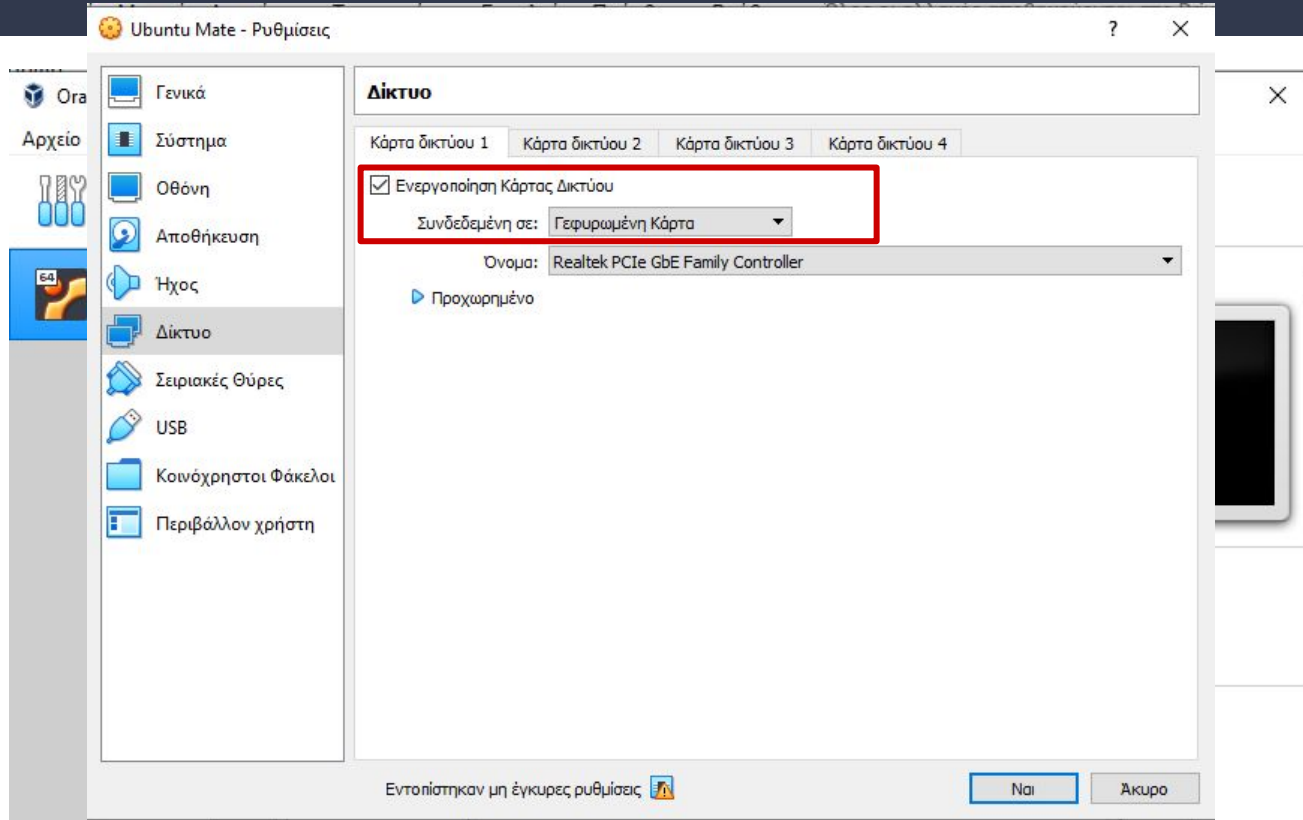 Ubuntu Mate - Ρυθμίσεις
?
Ora
Αρχείο
64
Γενικά
Σύστημα
Οθόνη
Αποθήκευση
Ήχος
Δίκτυο
Σειριακές Θύρες
USB
Κοινόχρηστοι Φάκελοι
Περιβάλλον χρήστη
Δίκτυο
Κάρτα δικτύου 1 Κάρτα δικτύου 2 Κάρτα δικτύου 3 Κάρτα δικτύου 4
Ενεργοποίηση Κάρτας Δικτύου
Συνδεδεμένη σε: Γεφυρωμένη Κάρτα
Όνομα: Realtek PCIe GbE Family Controller
Προχωρημένο
Εντοπίστηκαν μη έγκυρες ρυθμίσεις
Ναι Άκυρο